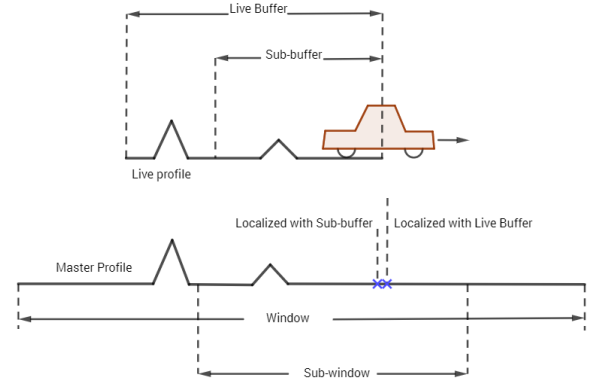 Live Buffer
Sub-buffer
Live profile
Localized with Sub-buffer
Localized with Live Buffer
Master Profile
Window
Sub-window